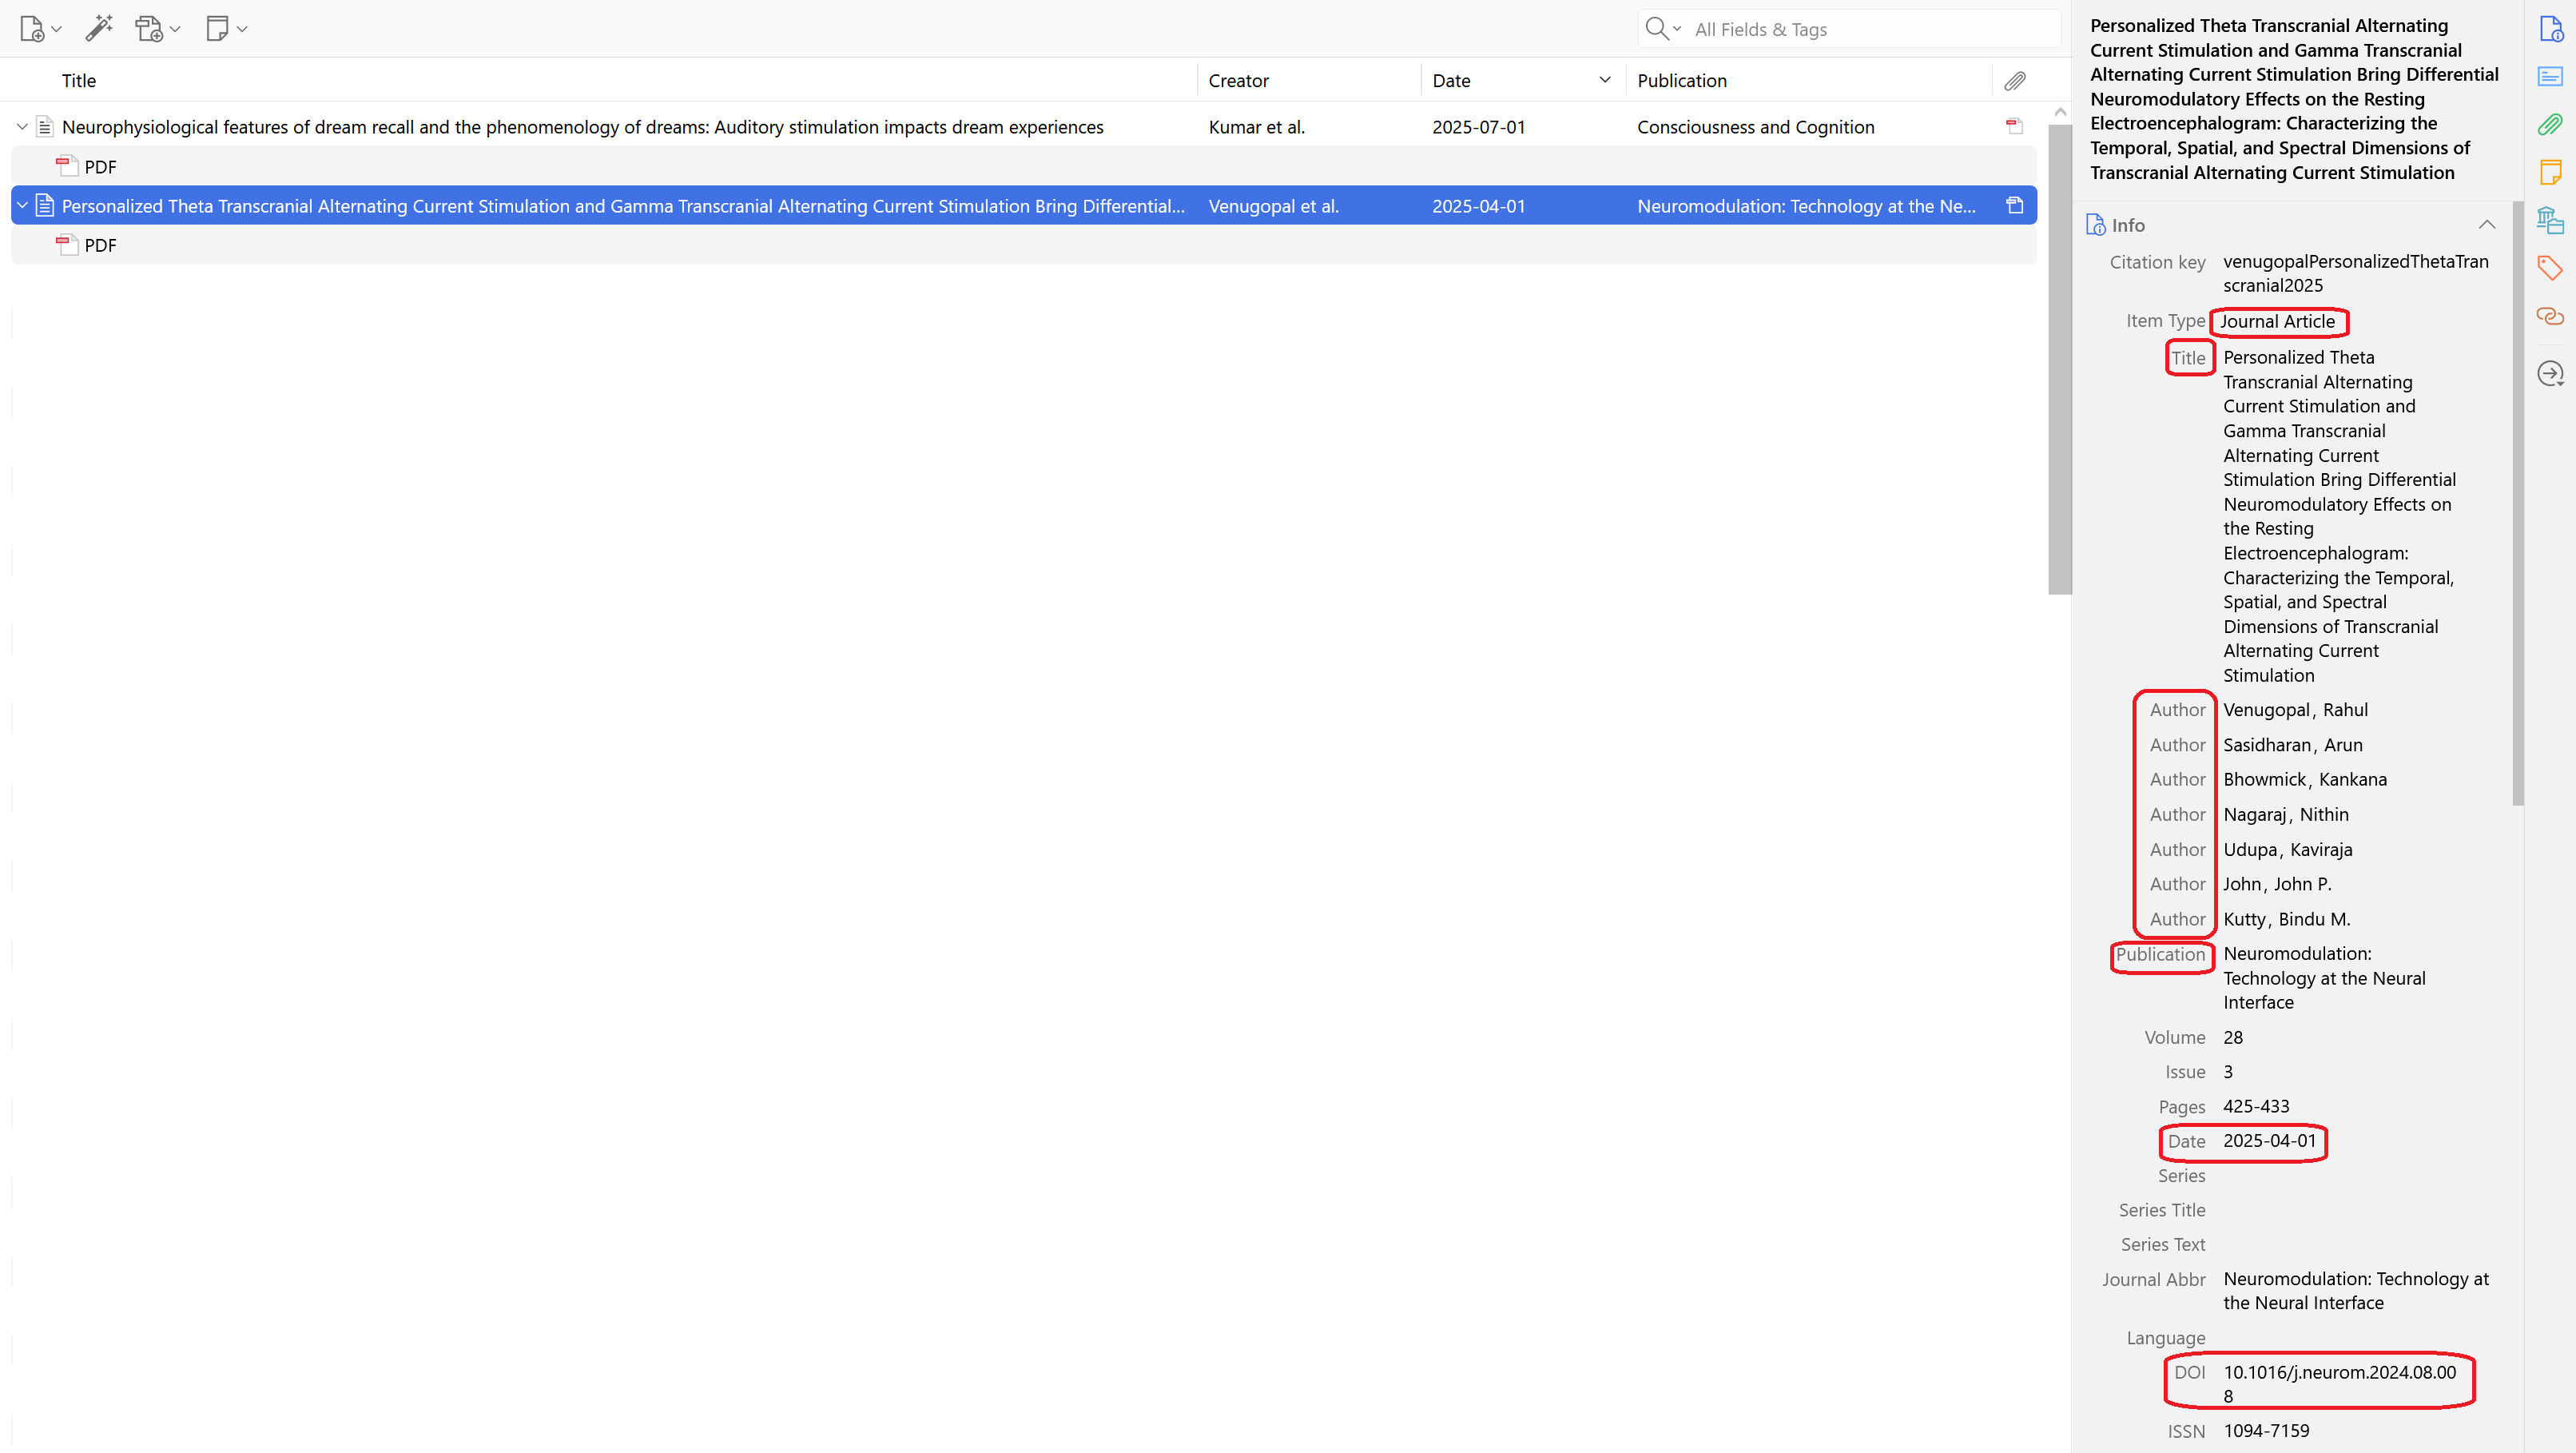 All Fields & Tags
Title Creator Date Publication
Neurophysiological features of dream recall and the phenomenology of dreams: Auditory stimulation impacts dream experiences Kumar et al. 2025-07-01 Consciousness and Cognition
PDF
Personalized Theta Transcranial Alternating Current Stimulation and Gamma Transcranial Alternating Current Stimulation Bring Differential... Venugopal et al. 2025-04-01 Neuromodulation: Technology at the Ne...
PDF
Personalized Theta Transcranial Alternating
Current Stimulation and Gamma Transcranial
Alternating Current Stimulation Bring Differential
Neuromodulatory Effects on the Resting
Electroencephalogram: Characterizing the
Temporal, Spatial, and Spectral Dimensions of
Transcranial Alternating Current Stimulation
Info
Citation key venugopalPersonalizedThetaTran
scranial2025
Item Type Journal Article
Title Personalized Theta
Transcranial Alternating
Current Stimulation and
Gamma Transcranial
Alternating Current
Stimulation Bring Differential
Neuromodulatory Effects on
the Resting
Electroencephalogram:
Characterizing the Temporal,
Spatial, and Spectral
Dimensions of Transcranial
Alternating Current
Stimulation
Author Venugopal, Rahul
Author Sasidharan, Arun
Author Bhowmick, Kankana
Author Nagaraj, Nithin
Author Udupa, Kaviraja
Author John, John P.
Author Kutty, Bindu M.
Publication Neuromodulation:
Technology at the Neural
Interface
Volume 28
Issue 3
Pages 425-433
Date 2025-04-01
Series
Series Title
Series Text
Journal Abbr Neuromodulation: Technology at
the Neural Interface
Language
DOI 10.1016/j.neurom.2024.08.00
8
ISSN 1094-7159